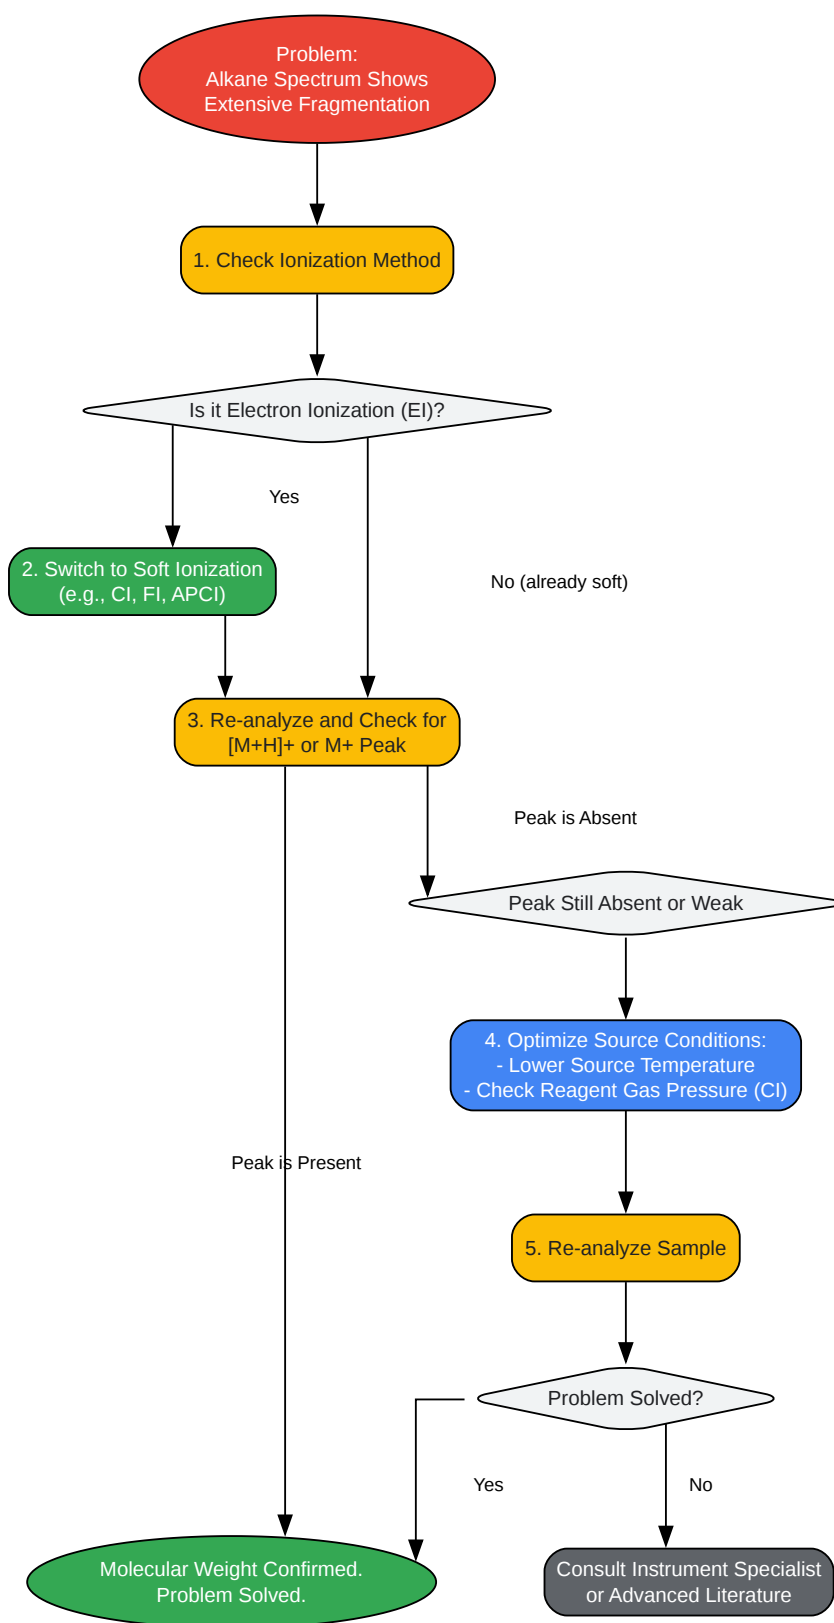 Problem:
Alkane Spectrum Shows
Extensive Fragmentation
1. Check Ionization Method
Is it Electron Ionization (EI)?
Yes
2. Switch to Soft Ionization
(e.g., CI, FI, APCI)
No (already soft)
3. Re-analyze and Check for
[M+H]+ or M+ Peak
Peak is Absent
Peak Still Absent or Weak
4. Optimize Source Conditions:
- Lower Source Temperature
- Check Reagent Gas Pressure (CI)
Peak is Present
5. Re-analyze Sample
Problem Solved?
Yes
No
Molecular Weight Confirmed.
Problem Solved.
Consult Instrument Specialist
or Advanced Literature